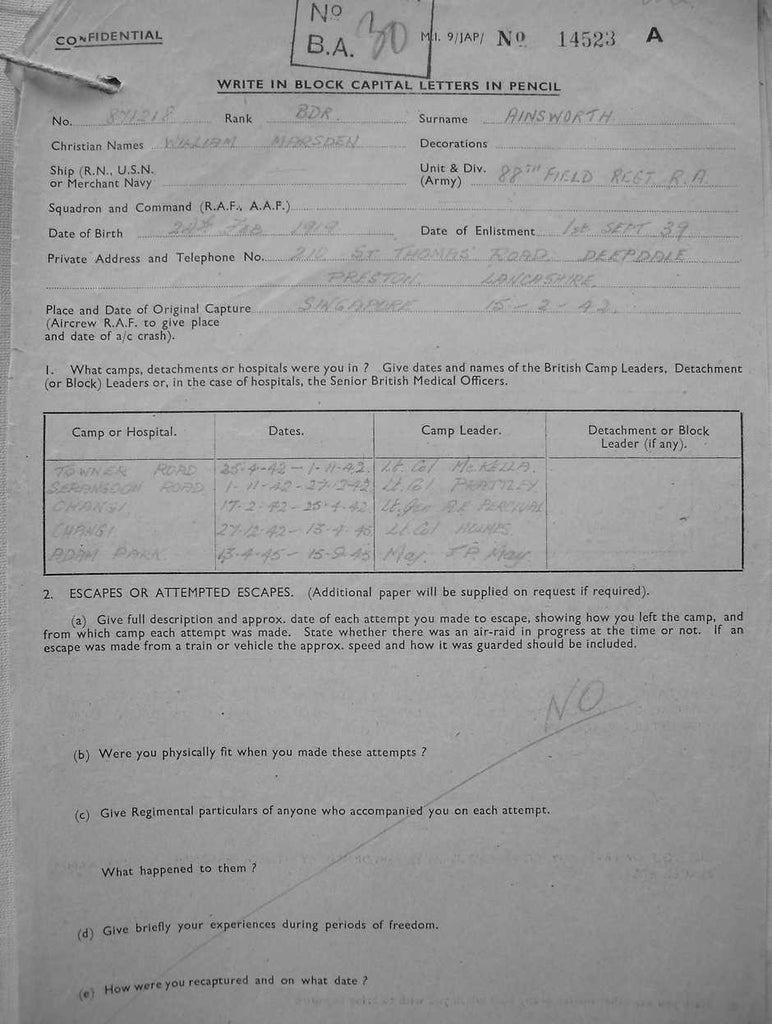 CONFIDENTIAL
No
B.A. 30
M.I. 9/JAP/ No 14523 A
WRITE IN BLOCK CAPITAL LETTERS IN PENCIL
No. 871218 Rank BDR Surname AINSWORTH
Christian Names WILLIAM MARSDEN Decorations
Ship (R.N., U.S.N. or Merchant Navy
Unit & Div. (Army) 88TH FIELD REGT. R.A.
Squadron and Command (R.A.F., A.A.F.)
Date of Birth FEB 1919 Date of Enlistment 1st SEPT 39
Private Address and Telephone No. 210 ST THOMAS' ROAD. DEEPDALE
PRESTON. LANCASHIRE.
Place and Date of Original Capture SINGAPORE 15-2-42.
(Aircrew R.A.F. to give place
and date of a/c crash).
1. What camps, detachments or hospitals were you in ? Give dates and names of the British Camp Leaders, Detachment
(or Block) Leaders or, in the case of hospitals, the Senior British Medical Officers.
Camp or Hospital. Dates. Camp Leader. Detachment or Block
Leader (if any).
TOWNER ROAD 25-4-42 - 1-11-42. Lt. Col McKELLA.
SERANGOON ROAD 1-11-42 - 27-12-42 Lt. Col PRATTLEY
CHANGI. 17-2-42 - 25-4-42 Lt. Gen A.E PERCIVAL
CHANGI 27-12-42 - 13-4-45 Lt Col HOLMES.
ADAM PARK. 13-4-45 - 15-9-45 Maj. J.P. May
2. ESCAPES OR ATTEMPTED ESCAPES. (Additional paper will be supplied on request if required).
(a) Give full description and approx. date of each attempt you made to escape, showing how you left the camp, and
from which camp each attempt was made. State whether there was an air-raid in progress at the time or not. If an
escape was made from a train or vehicle the approx. speed and how it was guarded should be included.
NO
(b) Were you physically fit when you made these attempts ?
(c) Give Regimental particulars of anyone who accompanied you on each attempt.
What happened to them ?
(d) Give briefly your experiences during periods of freedom.
(e) How were you recaptured and on what date ?